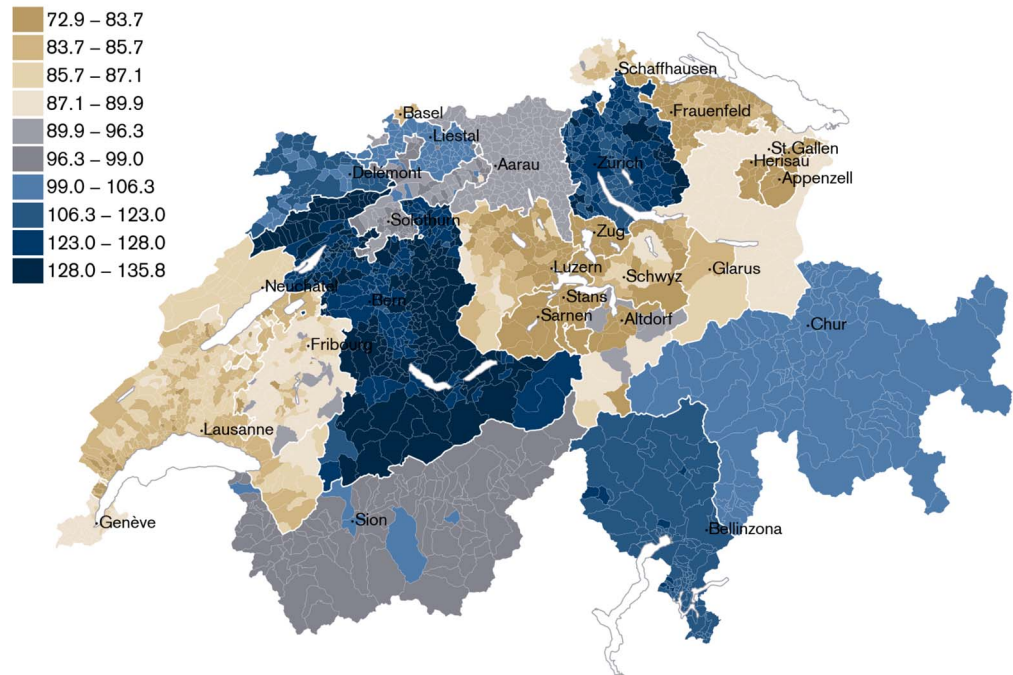 72.9 – 83.7
83.7 – 85.7
85.7 – 87.1
87.1 – 89.9
89.9 – 96.3
96.3 – 99.0
99.0 – 106.3
106.3 – 123.0
123.0 – 128.0
128.0 – 135.8
Schaffhausen
Basel
Frauenfeld
Liestal
St.Gallen
Aarau
Zürich
Herisau
Delémont
Appenzell
Solothurn
Zug
Luzern
Glarus
Schwyz
Neuchâtel
Stans
Bern
Sarnen
Altdorf
Chur
Fribourg
Lausanne
Sion
Genève
Bellinzona